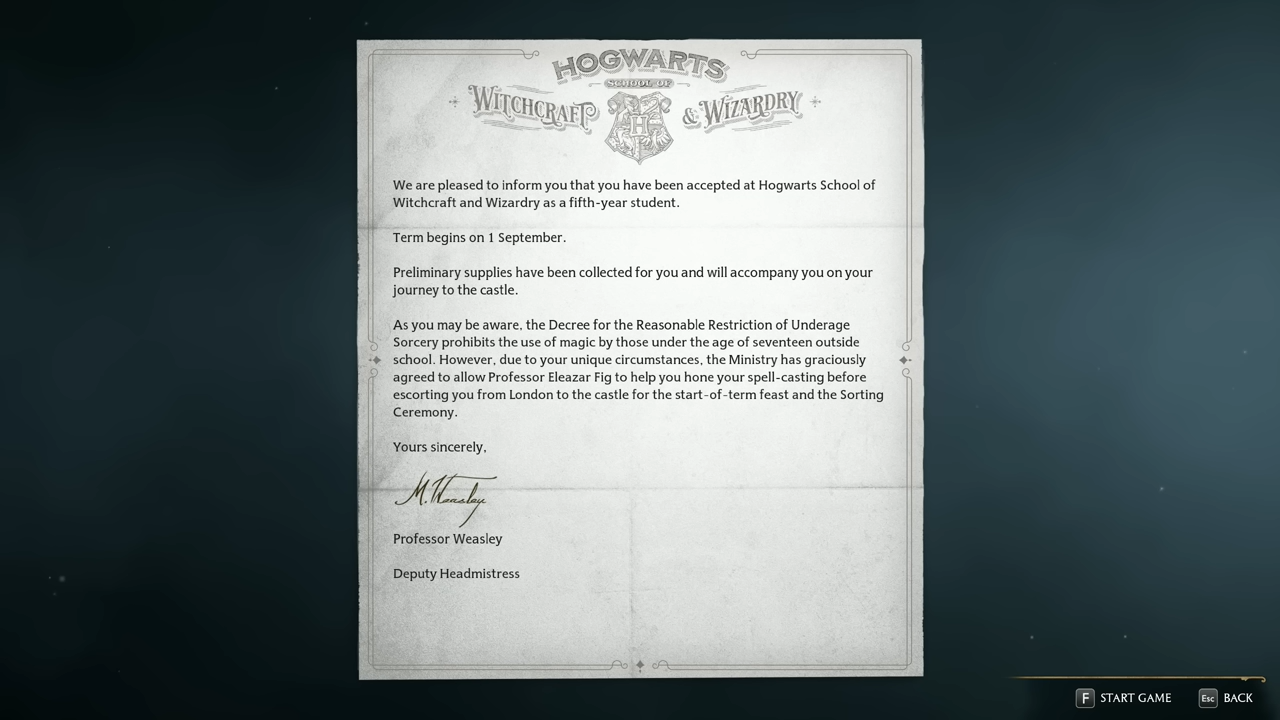 HOGWARTS
SCHOOL OF
WITCHCRAFT & WIZARDRY
H
We are pleased to inform you that you have been accepted at Hogwarts School of
Witchcraft and Wizardry as a fifth-year student.
Term begins on 1 September.
Preliminary supplies have been collected for you and will accompany you on your
journey to the castle.
As you may be aware, the Decree for the Reasonable Restriction of Underage
Sorcery prohibits the use of magic by those under the age of seventeen outside
school. However, due to your unique circumstances, the Ministry has graciously
agreed to allow Professor Eleazar Fig to help you hone your spell-casting before
escorting you from London to the castle for the start-of-term feast and the Sorting
Ceremony.
Yours sincerely,
M. Weasley
Professor Weasley
Deputy Headmistress
F START GAME Esc BACK